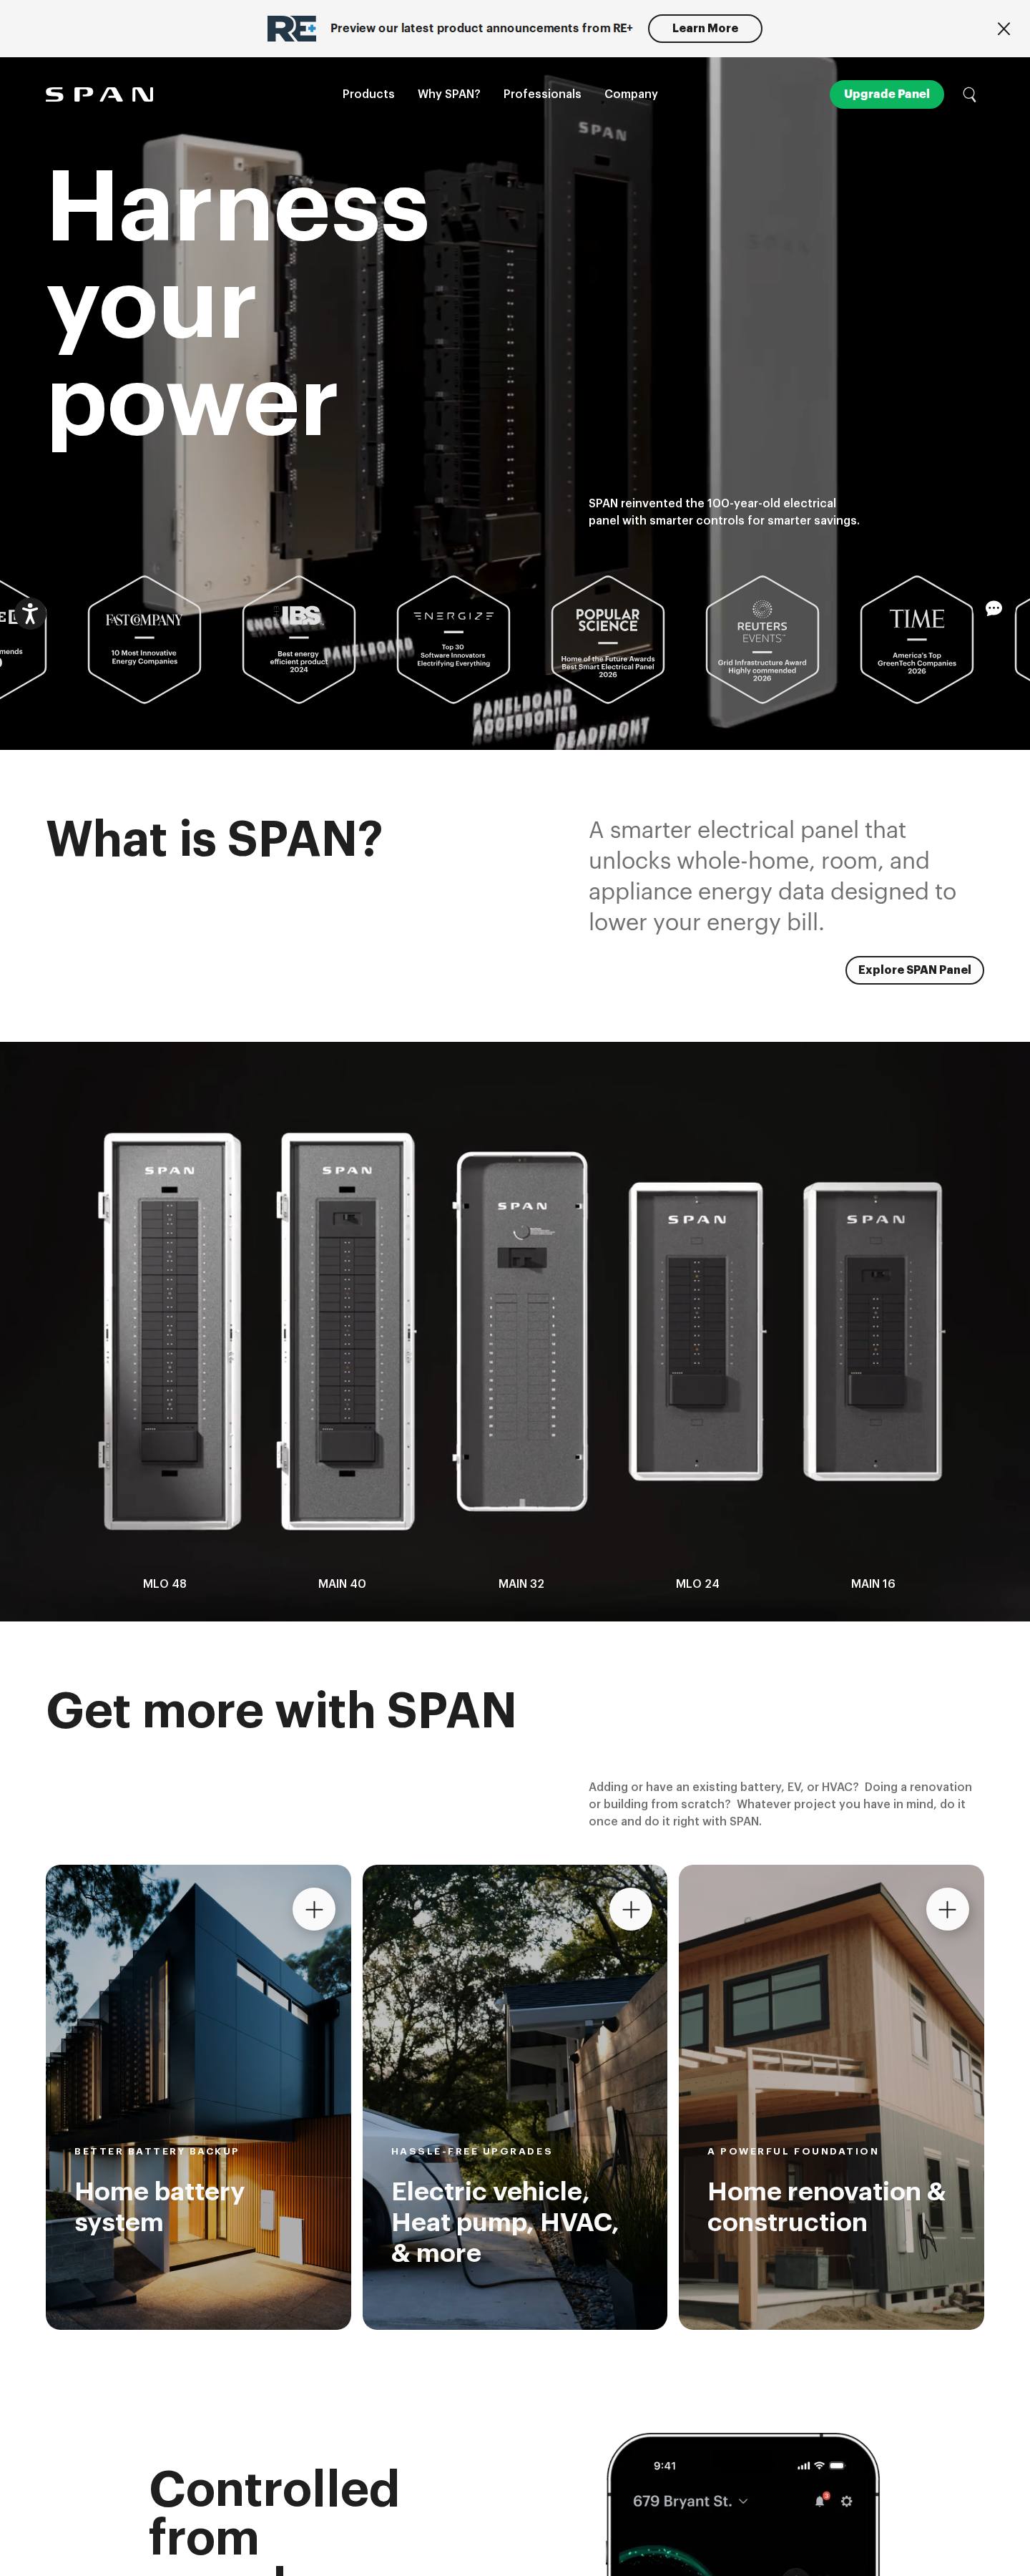 RE+
Preview our latest product announcements from RE+
Learn More
SPAN
Products
Why SPAN?
Professionals
Company
Upgrade Panel
SPAN
Harness
your
power
SPAN reinvented the 100-year-old electrical
panel with smarter controls for smarter savings.
FAST COMPANY
10 Most Innovative
Energy Companies
IBS
Best energy
efficient product
2024
ENERGIZE
Top 30
Software Innovators
Electrifying Everything
POPULAR
SCIENCE
Home of the Future Awards
Best Smart Electrical Panel
2026
REUTERS
EVENTS™
Grid Infrastructure Award
Highly commended
2026
TIME
America's Top
GreenTech Companies
2026
PANELBOARD
PANELBOARD
ACCESSORIES
DEADFRONT
What is SPAN?
A smarter electrical panel that
unlocks whole-home, room, and
appliance energy data designed to
lower your energy bill.
Explore SPAN Panel
SPAN
SPAN
SPAN
SPAN
SPAN
MLO 48
MAIN 40
MAIN 32
MLO 24
MAIN 16
Get more with SPAN
Adding or have an existing battery, EV, or HVAC?  Doing a renovation
or building from scratch?  Whatever project you have in mind, do it
once and do it right with SPAN.
BETTER BATTERY BACKUP
Home battery
system
HASSLE-FREE UPGRADES
Electric vehicle,
Heat pump, HVAC,
& more
A POWERFUL FOUNDATION
Home renovation &
construction
Controlled
from
9:41
679 Bryant St.